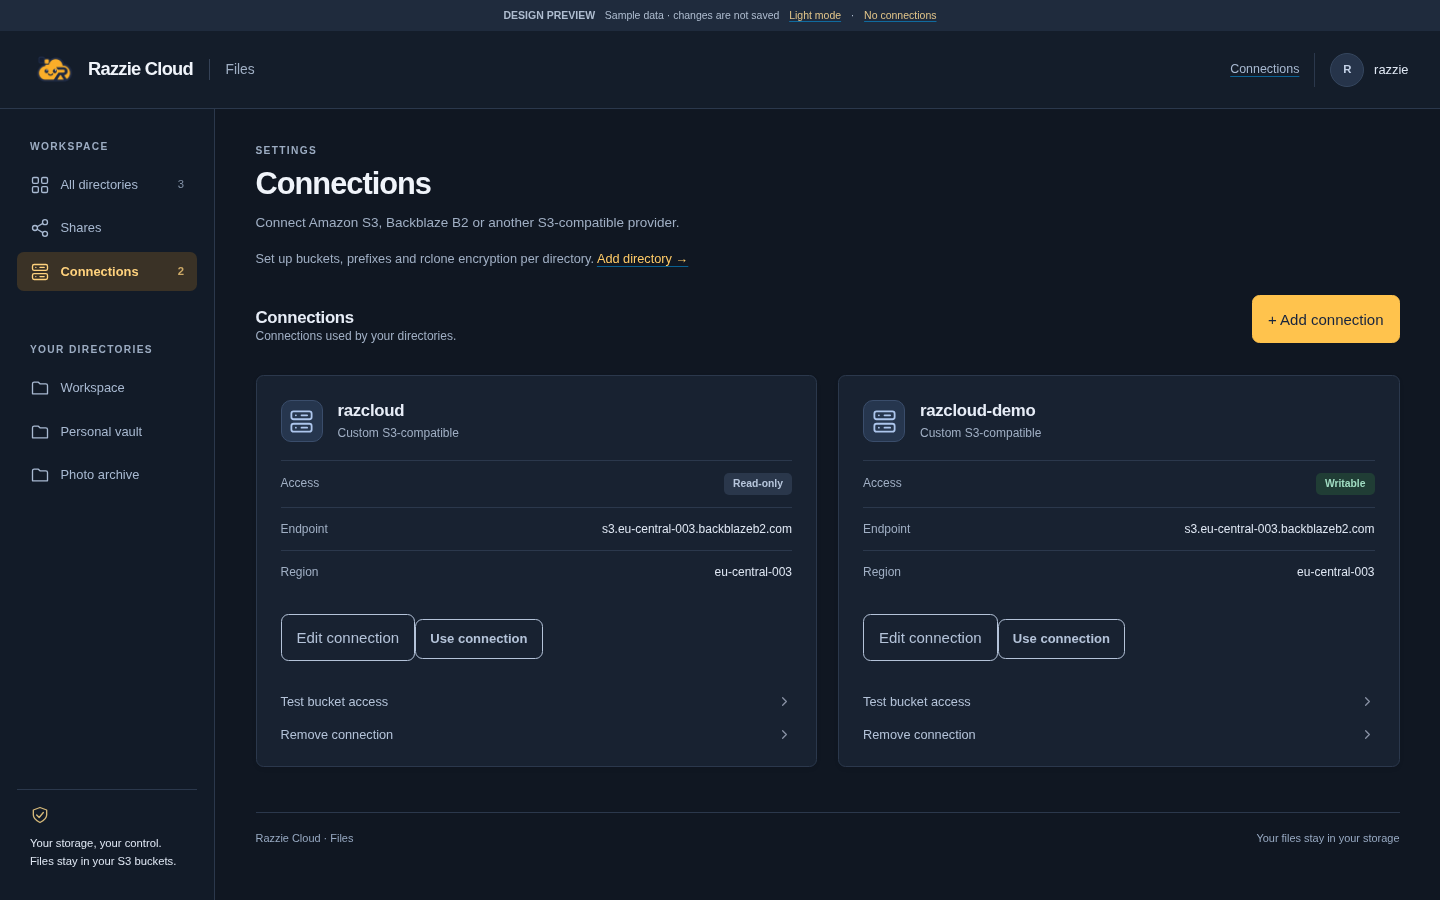 DESIGN PREVIEW Sample data · changes are not saved Light mode · No connections
Razzie Cloud Files
Connections R razzie
WORKSPACE
All directories 3
Shares
Connections 2
YOUR DIRECTORIES
Workspace
Personal vault
Photo archive
Your storage, your control.
Files stay in your S3 buckets.
SETTINGS
Connections
Connect Amazon S3, Backblaze B2 or another S3-compatible provider.
Set up buckets, prefixes and rclone encryption per directory. Add directory →
Connections
Connections used by your directories.
+ Add connection
razcloud
Custom S3-compatible
Access Read-only
Endpoint s3.eu-central-003.backblazeb2.com
Region eu-central-003
Edit connection Use connection
Test bucket access
Remove connection
razcloud-demo
Custom S3-compatible
Access Writable
Endpoint s3.eu-central-003.backblazeb2.com
Region eu-central-003
Edit connection Use connection
Test bucket access
Remove connection
Razzie Cloud · Files
Your files stay in your storage